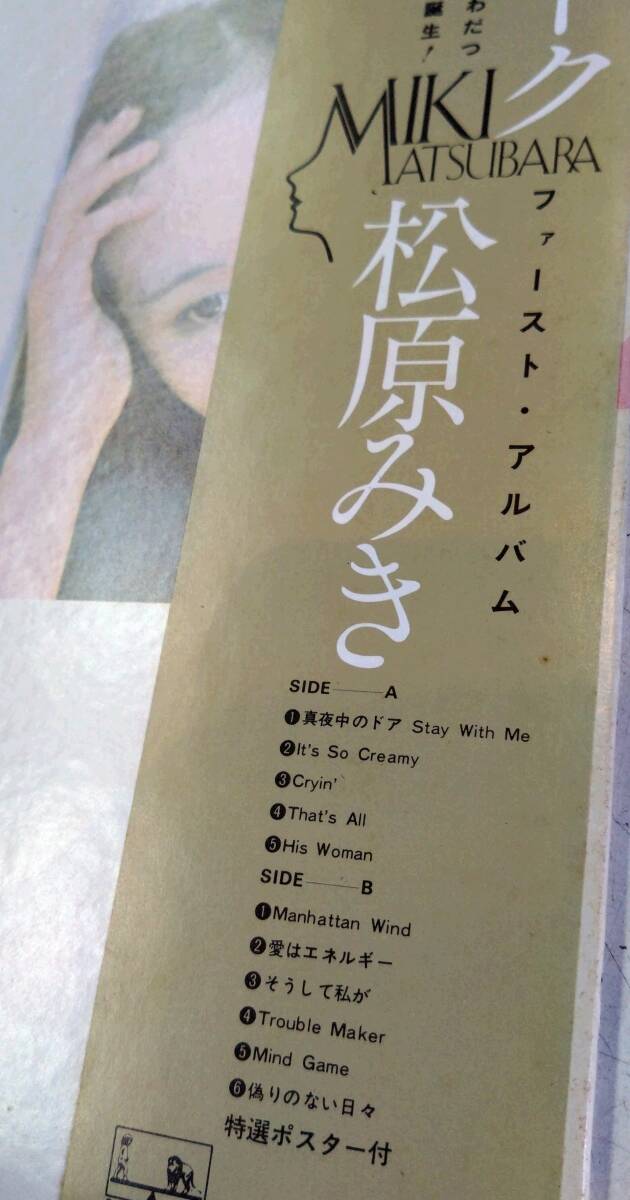 ーク
わだつ
誕生!
MIKI
MATSUBARA
ファースト・アルバム
松原みき
SIDE——A
❶真夜中のドア Stay With Me
❷It's So Creamy
❸Cryin'
❹That's All
❺His Woman
SIDE——B
❶Manhattan Wind
❷愛はエネルギー
❸そうして私が
❹Trouble Maker
❺Mind Game
❻偽りのない日々
特選ポスター付